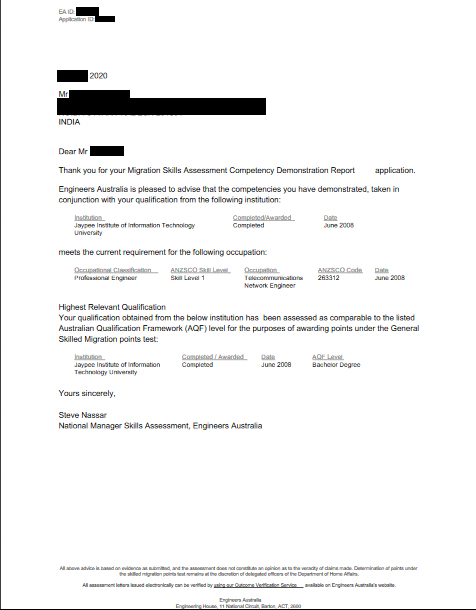 EA ID:
Application ID:
2020
Mr
INDIA
Dear Mr
Thank you for your Migration Skills Assessment Competency Demonstration Report application.
Engineers Australia is pleased to advise that the competencies you have demonstrated, taken in
conjunction with your qualification from the following institution:
Institution Completed/Awarded Date
Jaypee Institute of Information Technology Completed June 2008
University
meets the current requirement for the following occupation:
Occupational Classification ANZSCO Skill Level Occupation ANZSCO Code Date
Professional Engineer Skill Level 1 Telecommunications 263312 June 2008
Network Engineer
Highest Relevant Qualification
Your qualification obtained from the below institution has been assessed as comparable to the listed
Australian Qualification Framework (AQF) level for the purposes of awarding points under the General
Skilled Migration points test:
Institution Completed / Awarded Date AQF Level
Jaypee Institute of Information Completed June 2008 Bachelor Degree
Technology University
Yours sincerely,
Steve Nassar
National Manager Skills Assessment, Engineers Australia
All above advice is based on evidence as submitted, and the assessment does not constitute an opinion as to the veracity of claims made. Determination of points under
the skilled migration points test remains at the discretion of delegated officers of the Department of Home Affairs.
All assessment letters issued electronically can be verified by using our Outcome Verification Service available on Engineers Australia's website.
Engineers Australia
Engineering House, 11 National Circuit, Barton, ACT, 2600